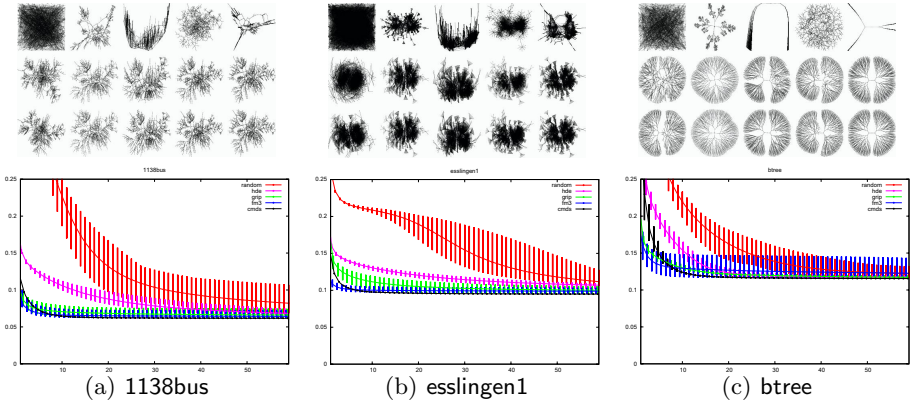 1138bus
0.25
0.2
0.15
0.1
0.05
0
10
20
30
40
50
random
hde
grip
fm3
cmds
(a) 1138bus
esslingen1
0.25
0.2
0.15
0.1
0.05
0
10
20
30
40
50
random
hde
grip
fm3
cmds
(b) esslingen1
btree
0.25
0.2
0.15
0.1
0.05
0
10
20
30
40
50
random
hde
grip
fm3
cmds
(c) btree